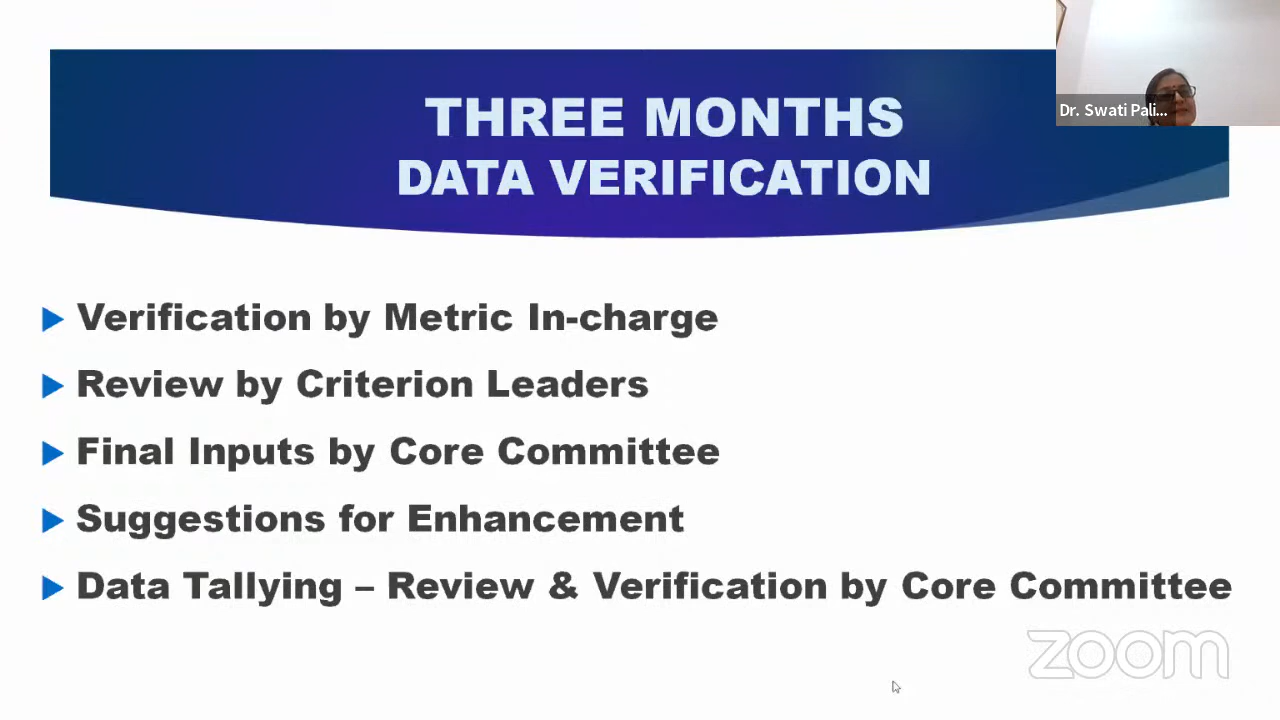 THREE MONTHS
DATA VERIFICATION
Dr. Swati Pali...
Verification by Metric In-charge
Review by Criterion Leaders
Final Inputs by Core Committee
Suggestions for Enhancement
Data Tallying – Review & Verification by Core Committee
zoom